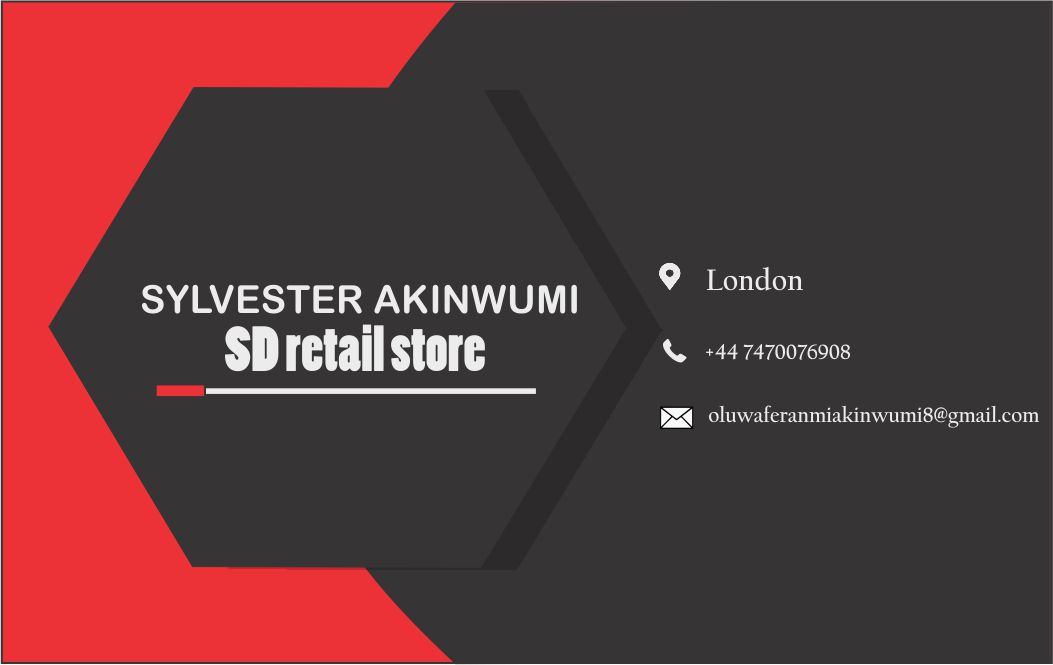 SYLVESTER AKINWUMI
SD retail store
London
+44 7470076908
oluwaferanmiakinwumi8@gmail.com